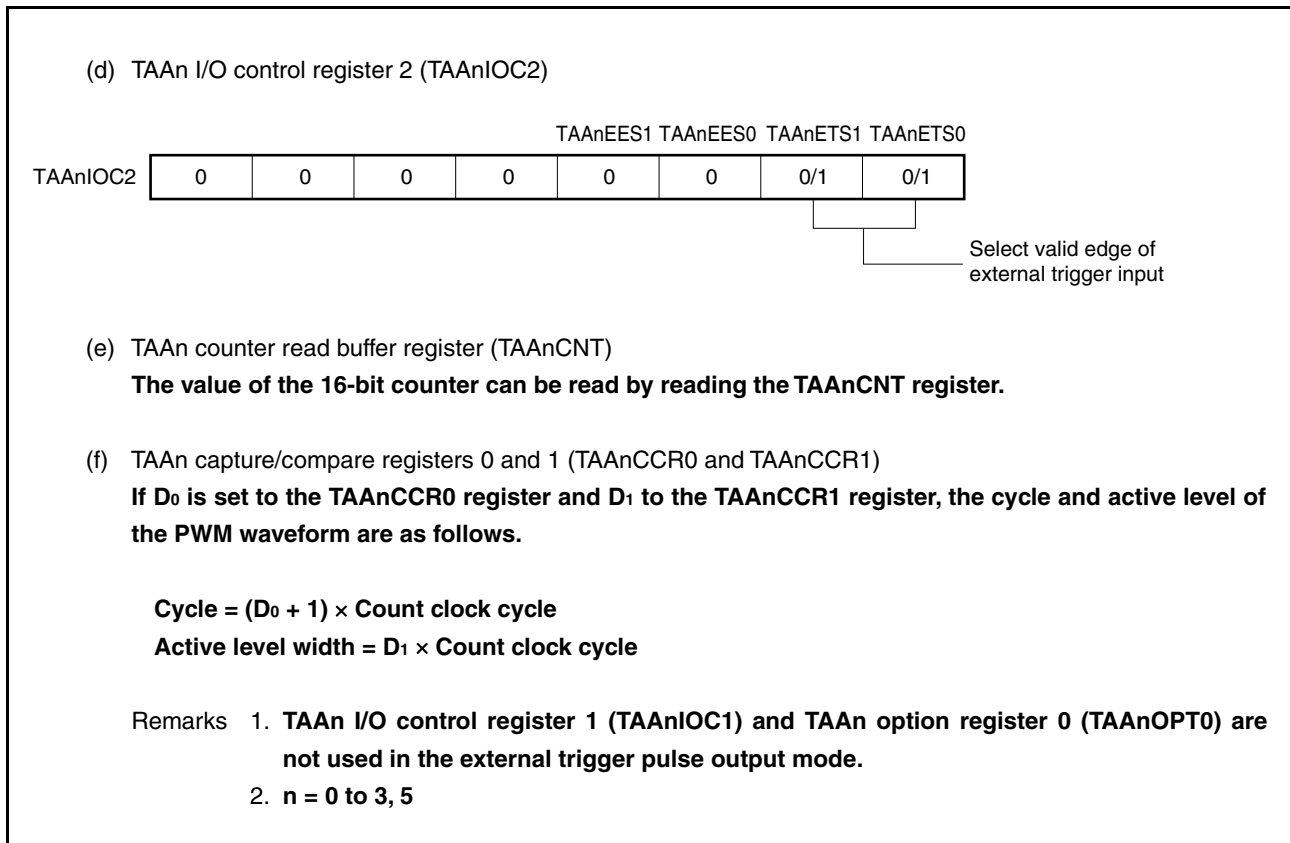 (d) TAAn I/O control register 2 (TAAnIOC2)
TAAnEES1 TAAnEES0 TAAnETS1 TAAnETS0
TAAnIOC2 0 0 0 0 0 0 0/1 0/1
Select valid edge of
external trigger input
(e) TAAn counter read buffer register (TAAnCNT)
The value of the 16-bit counter can be read by reading the TAAnCNT register.
(f) TAAn capture/compare registers 0 and 1 (TAAnCCR0 and TAAnCCR1)
If D₀ is set to the TAAnCCR0 register and D₁ to the TAAnCCR1 register, the cycle and active level of
the PWM waveform are as follows.
Cycle = (D₀ + 1) × Count clock cycle
Active level width = D₁ × Count clock cycle
Remarks 1. TAAn I/O control register 1 (TAAnIOC1) and TAAn option register 0 (TAAnOPT0) are
not used in the external trigger pulse output mode.
2. n = 0 to 3, 5